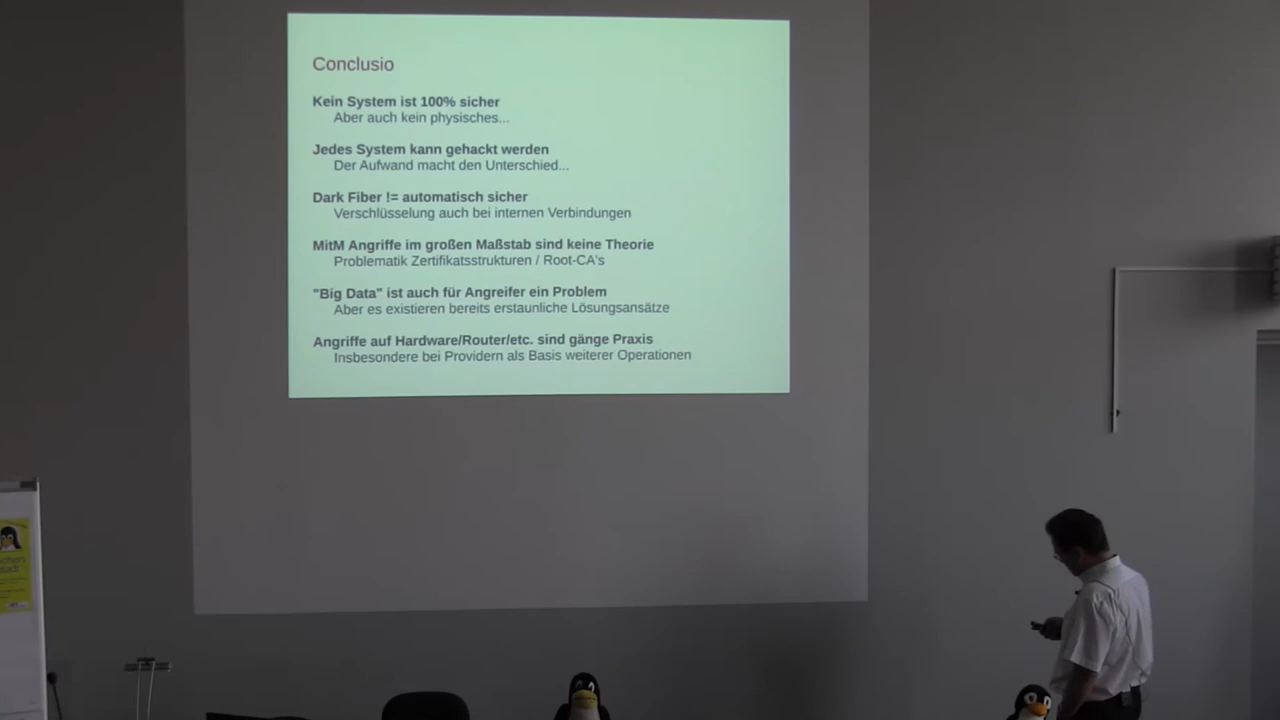 Conclusio
Kein System ist 100% sicher
Aber auch kein physisches...
Jedes System kann gehackt werden
Der Aufwand macht den Unterschied...
Dark Fiber != automatisch sicher
Verschlüsselung auch bei internen Verbindungen
MitM Angriffe im großen Maßstab sind keine Theorie
Problematik Zertifikatsstrukturen / Root-CA's
"Big Data" ist auch für Angreifer ein Problem
Aber es existieren bereits erstaunliche Lösungsansätze
Angriffe auf Hardware/Router/etc. sind gänge Praxis
Insbesondere bei Providern als Basis weiterer Operationen